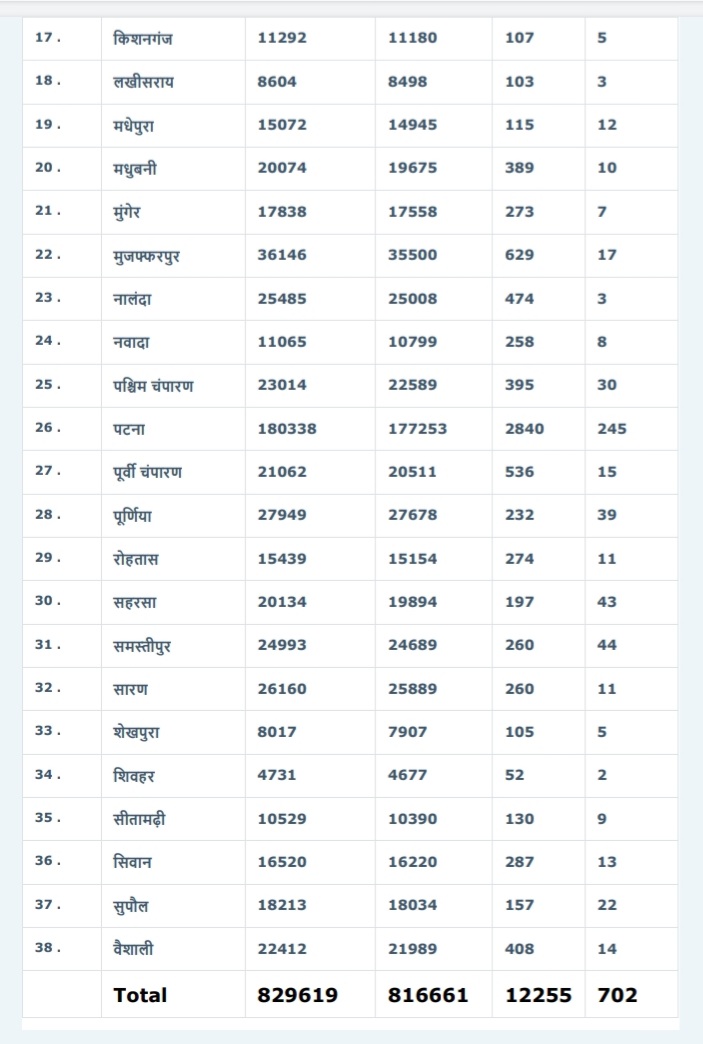 17 . किशनगंज 11292 11180 107 5
18 . लखीसराय 8604 8498 103 3
19 . मधेपुरा 15072 14945 115 12
20 . मधुबनी 20074 19675 389 10
21 . मुंगेर 17838 17558 273 7
22 . मुजफ्फरपुर 36146 35500 629 17
23 . नालंदा 25485 25008 474 3
24 . नवादा 11065 10799 258 8
25 . पश्चिम चंपारण 23014 22589 395 30
26 . पटना 180338 177253 2840 245
27 . पूर्वी चंपारण 21062 20511 536 15
28 . पूर्णिया 27949 27678 232 39
29 . रोहतास 15439 15154 274 11
30 . सहरसा 20134 19894 197 43
31 . समस्तीपुर 24993 24689 260 44
32 . सारण 26160 25889 260 11
33 . शेखपुरा 8017 7907 105 5
34 . शिवहर 4731 4677 52 2
35 . सीतामढ़ी 10529 10390 130 9
36 . सिवान 16520 16220 287 13
37 . सुपौल 18213 18034 157 22
38 . वैशाली 22412 21989 408 14
Total 829619 816661 12255 702